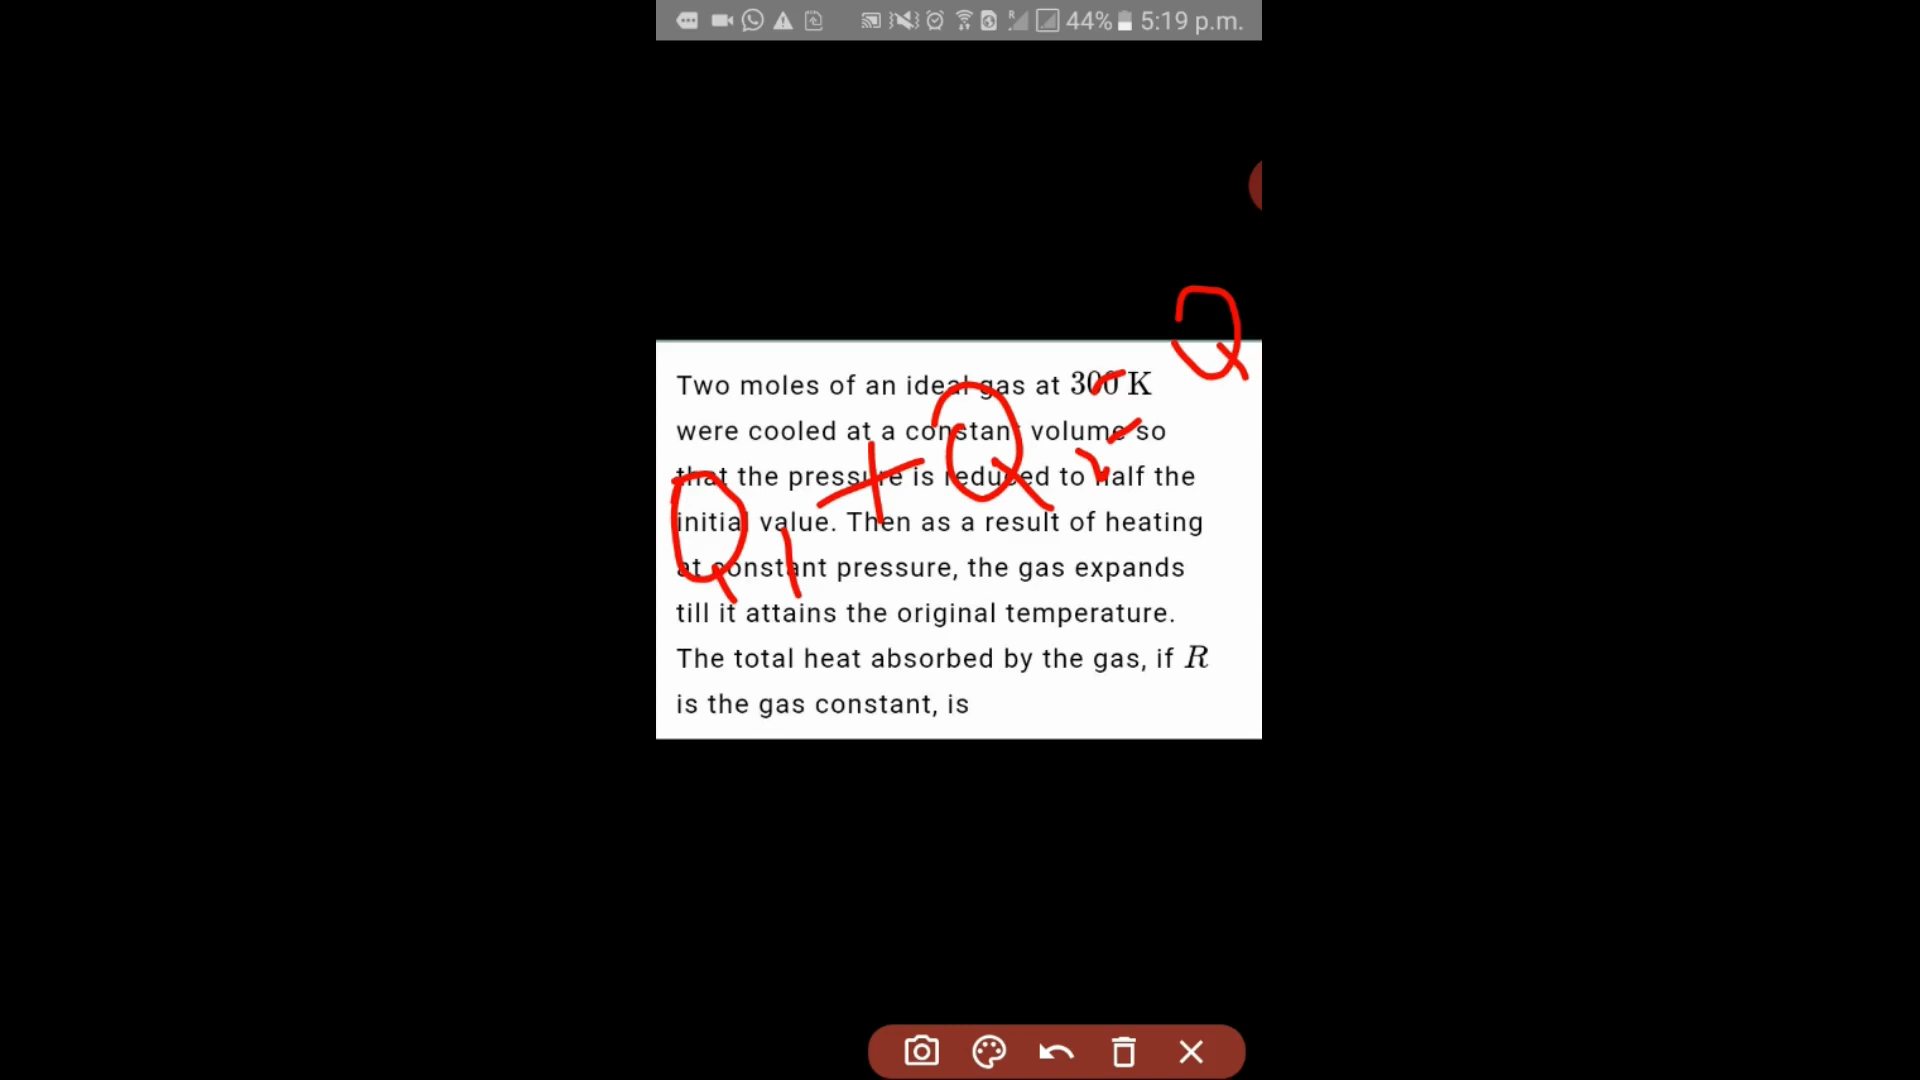 44% 5:19 p.m.
Q
Two moles of an ideal gas at 300 K
were cooled at a constant volume so
that the pressure is reduced to half the
initial value. Then as a result of heating
at constant pressure, the gas expands
till it attains the original temperature.
The total heat absorbed by the gas, if R
is the gas constant, is
Q1 + Q2 =